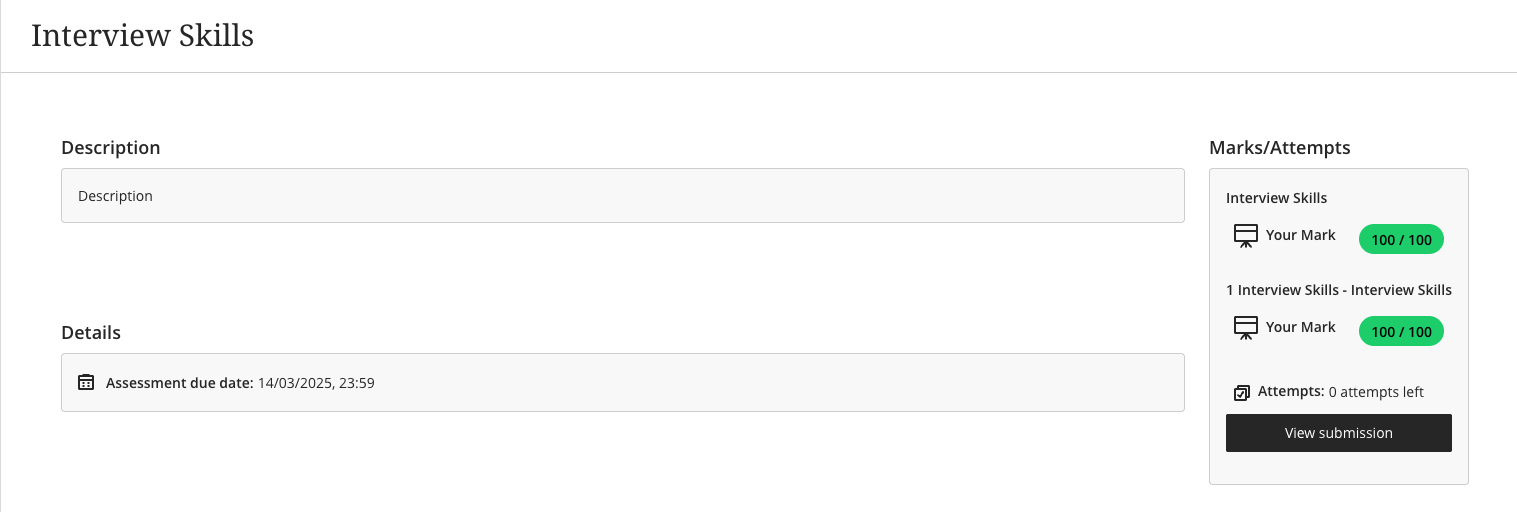 Interview Skills
Description
Description
Details
Assessment due date: 14/03/2025, 23:59
Marks/Attempts
Interview Skills
Your Mark 100 / 100
1 Interview Skills - Interview Skills
Your Mark 100 / 100
Attempts: 0 attempts left
View submission